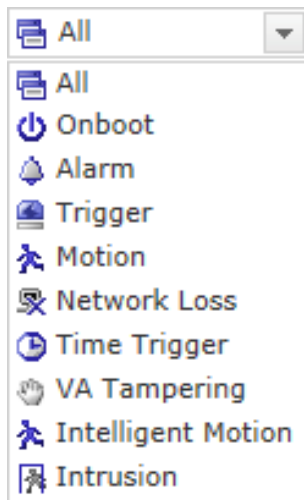 All
All
Onboot
Alarm
Trigger
Motion
Network Loss
Time Trigger
VA Tampering
Intelligent Motion
Intrusion